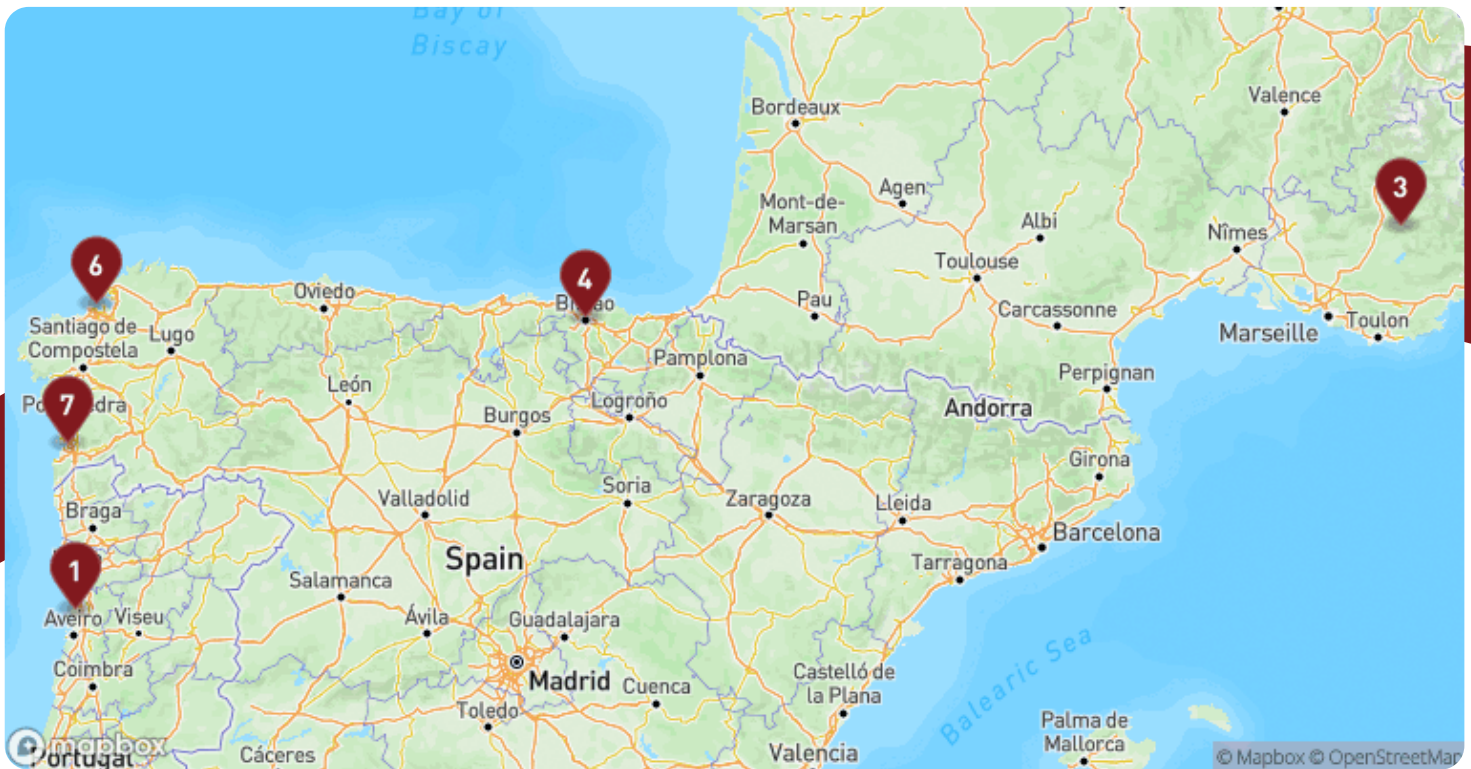 Bay of
Biscay
Bordeaux
Valence
3
Agen
Mont-de-
Marsan
Albi
Nîmes
6
4
Toulouse
Oviedo
Pau
Carcassonne
Santiago de
Compostela
Lugo
Marseille
Toulon
Pamplona
Perpignan
León
7
Logroño
Andorra
Burgos
Girona
Soria
Valladolid
Zaragoza
Lleida
Braga
Barcelona
Spain
Tarragona
1
Salamanca
Aveiro
Viseu
Ávila
Guadalajara
Coimbra
Madrid
Cuenca
Castelló de
la Plana
Balearic Sea
Toledo
Palma de
Mallorca
mapbox
Portugal
Cáceres
Valencia
© Mapbox © OpenStreetMap